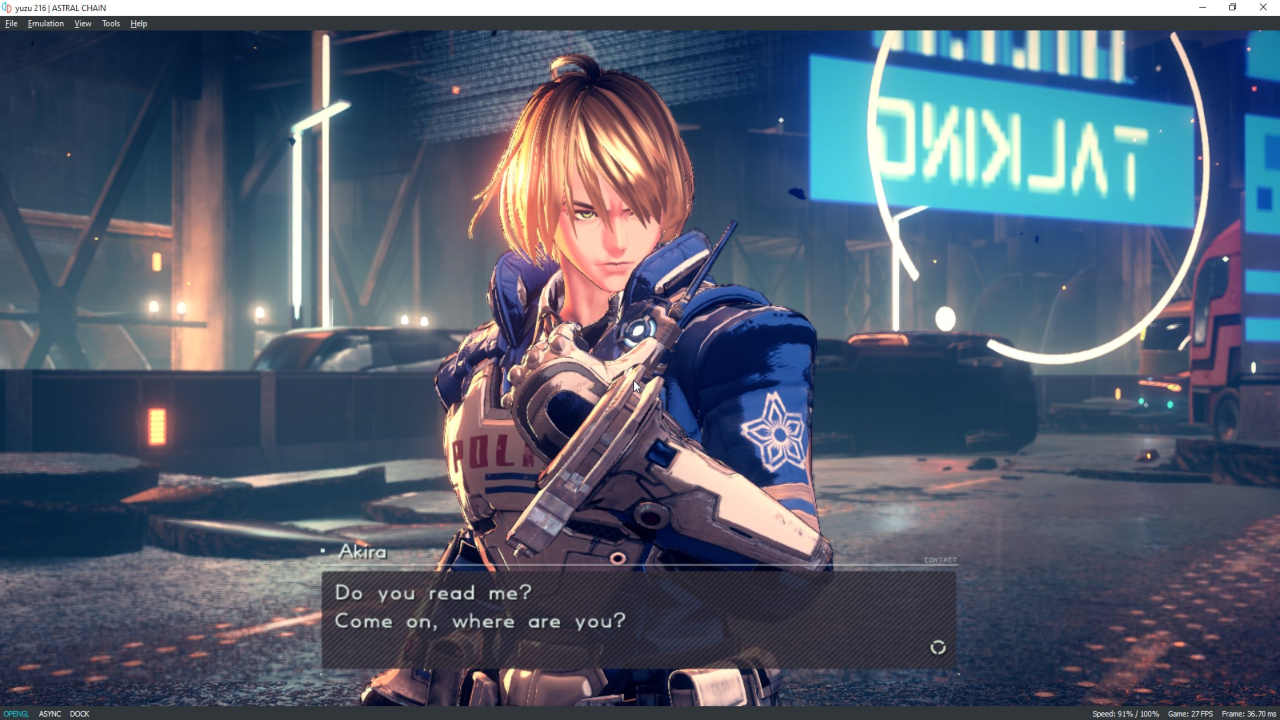 yuzu 216 | ASTRAL CHAIN
File Emulation View Tools Help
TALKING
POLI
Akira
CONTACT
Do you read me?
Come on, where are you?
OPENGL ASYNC DOCK Speed: 91% / 100% Game: 27 FPS Frame: 36.70 ms